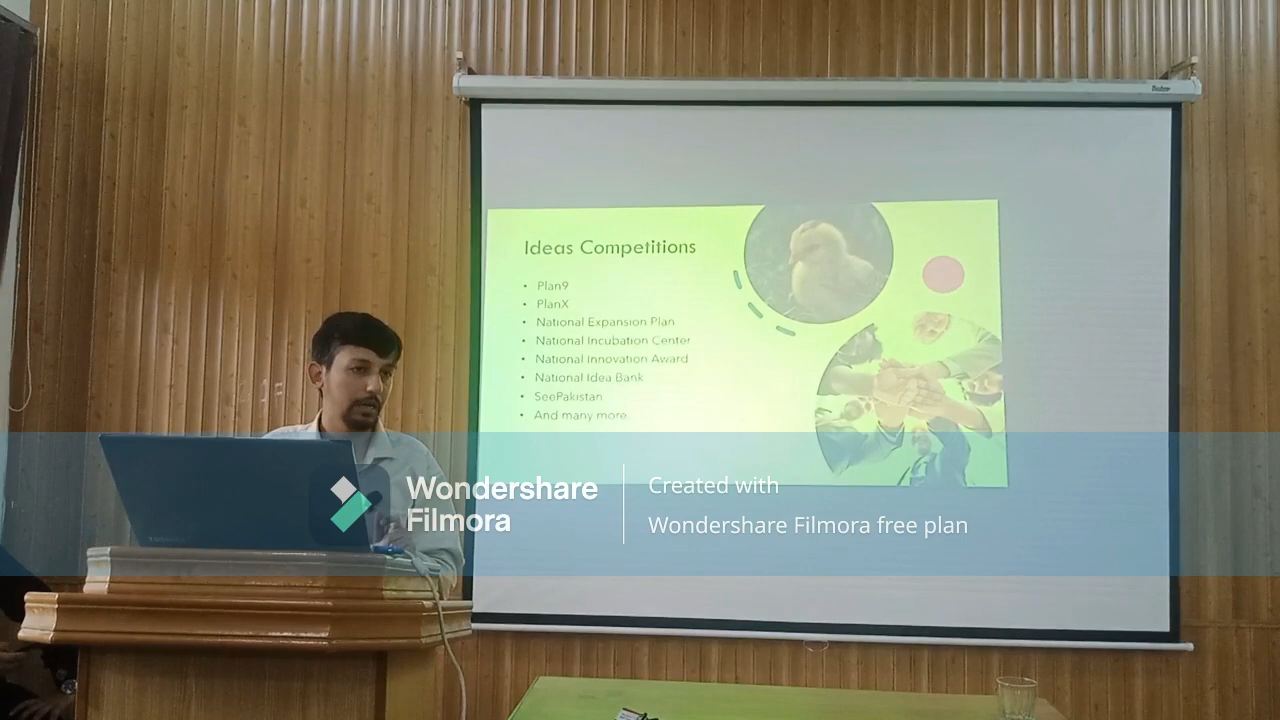 Ideas Competitions
• Plan9
• PlanX
• National Expansion Plan
• National Incubation Center
• National Innovation Award
• National Idea Bank
• SeePakistan
• And many more
Wondershare
Filmora
Created with
Wondershare Filmora free plan